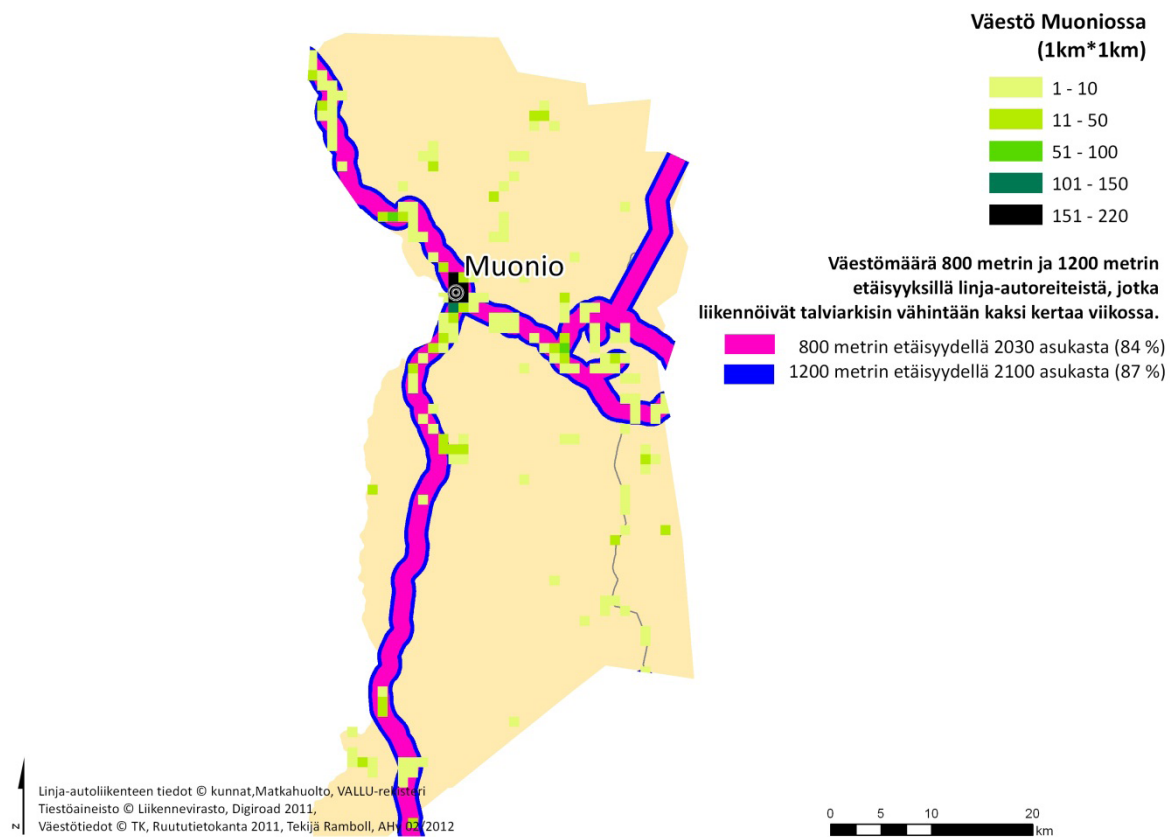 Väestö Muoniossa
(1km*1km)
1 - 10
11 - 50
51 - 100
101 - 150
151 - 220
Muonio
Väestömäärä 800 metrin ja 1200 metrin
etäisyyksillä linja-autoreiteistä, jotka
liikennöivät talviarkisin vähintään kaksi kertaa viikossa.
800 metrin etäisyydellä 2030 asukasta (84 %)
1200 metrin etäisyydellä 2100 asukasta (87 %)
Linja-autoliikenteen tiedot © kunnat,Matkahuolto, VALLU-rekisteri
Tiestöaineisto © Liikennevirasto, Digiroad 2011,
Väestötiedot © TK, Ruututietokanta 2011, Tekijä Ramboll, AHy 02/2012
N
0 5 10 20
km